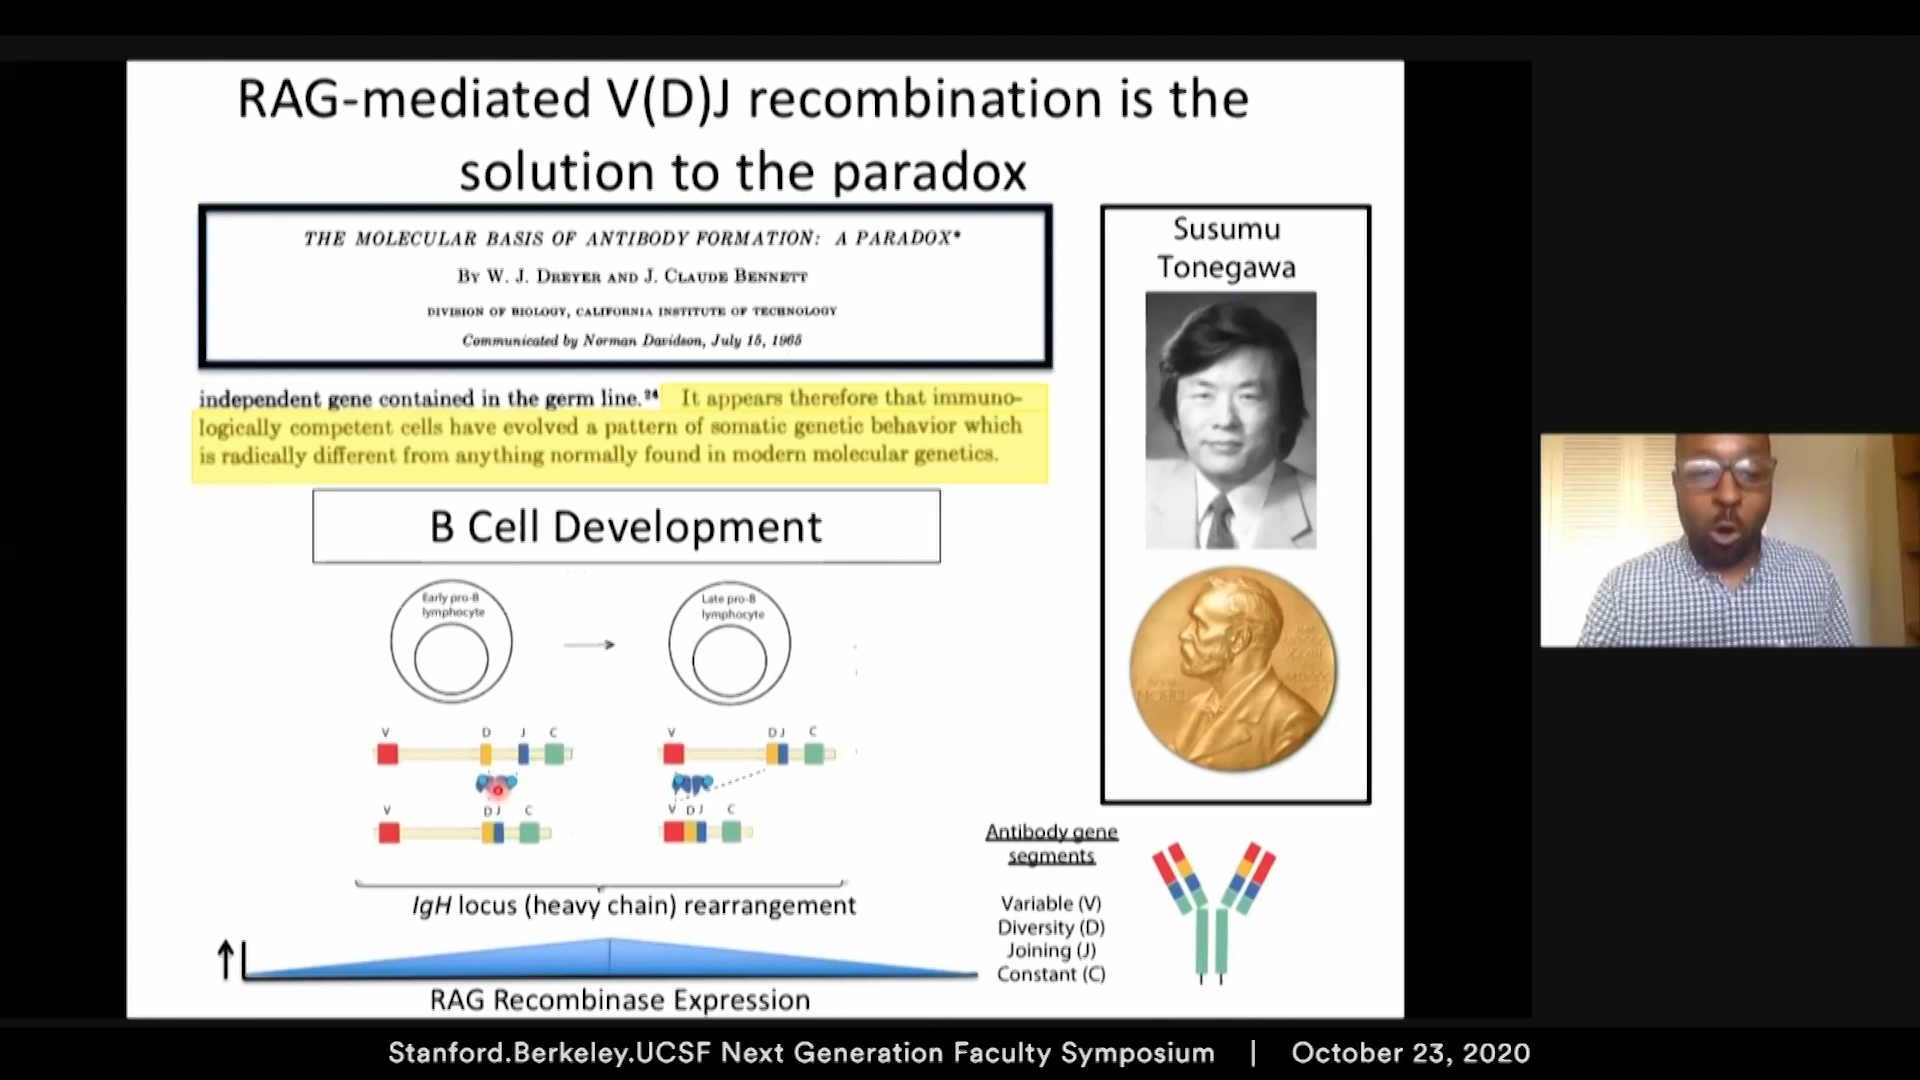 RAG-mediated V(D)J recombination is the
solution to the paradox
THE MOLECULAR BASIS OF ANTIBODY FORMATION: A PARADOX*
BY W. J. DREYER AND J. CLAUDE BENNETT
DIVISION OF BIOLOGY, CALIFORNIA INSTITUTE OF TECHNOLOGY
Communicated by Norman Davidson, July 15, 1965
independent gene contained in the germ line.²⁴ It appears therefore that immuno-
logically competent cells have evolved a pattern of somatic genetic behavior which
is radically different from anything normally found in modern molecular genetics.
B Cell Development
Early pro-B
lymphocyte
Late pro-B
lymphocyte
V D J C
V DJ C
V DJ C
V DJ C
IgH locus (heavy chain) rearrangement
RAG Recombinase Expression
Susumu
Tonegawa
Antibody gene
segments
Variable (V)
Diversity (D)
Joining (J)
Constant (C)
Stanford.Berkeley.UCSF Next Generation Faculty Symposium | October 23, 2020